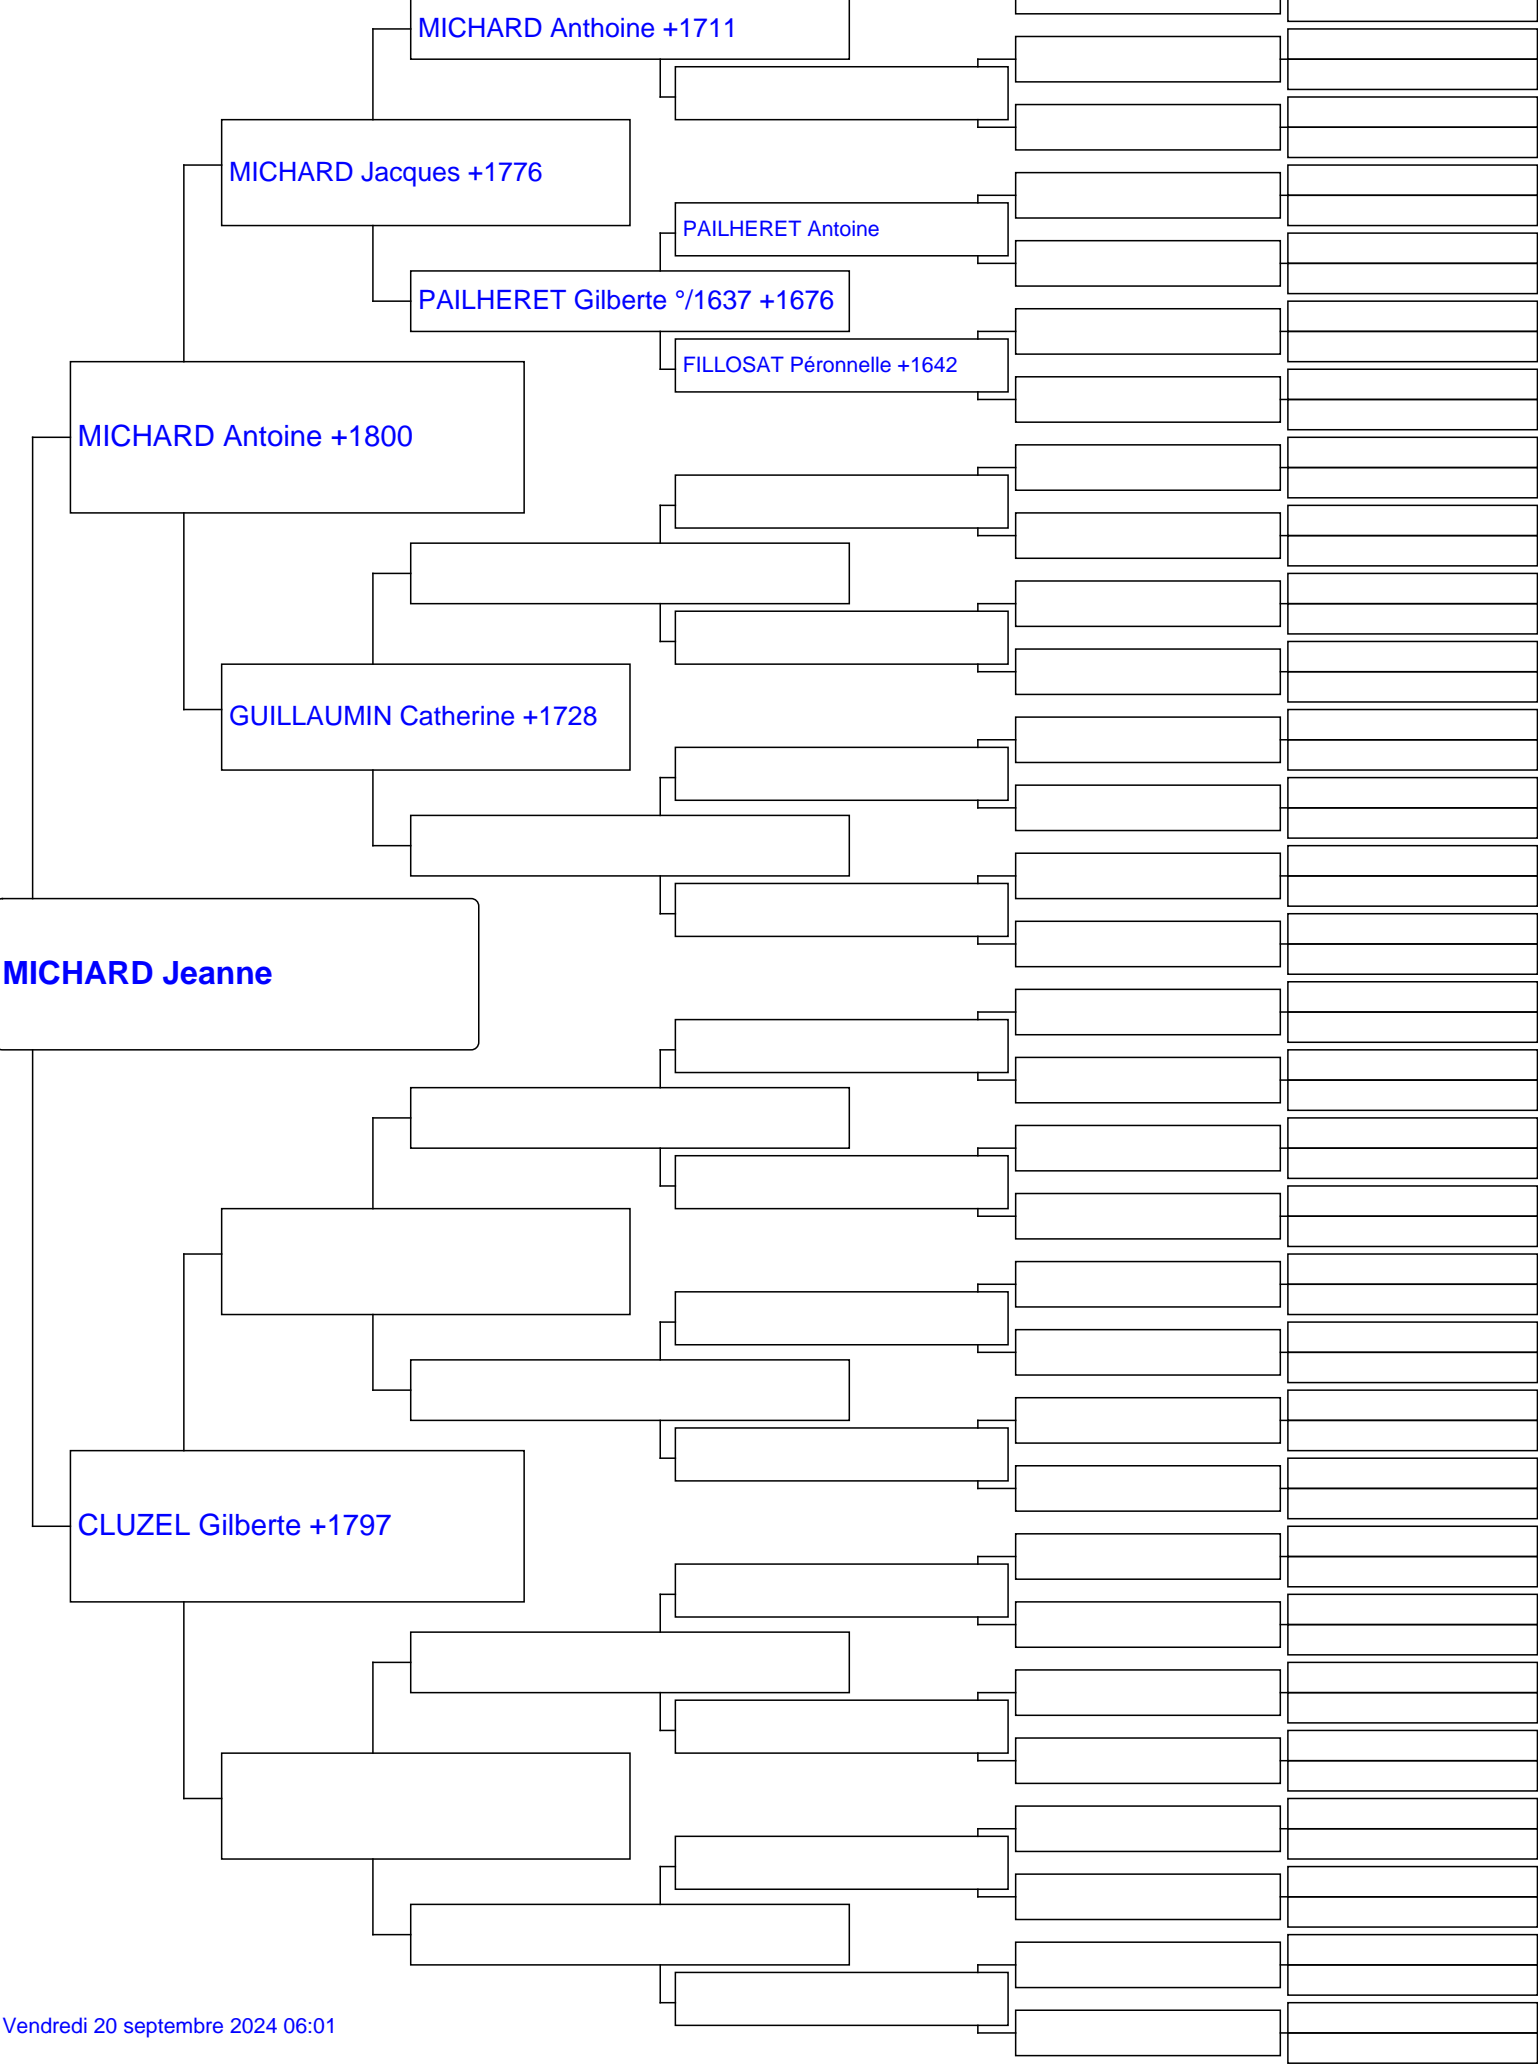 MICHARD Anthoine +1711
MICHARD Jacques +1776
PAILHERET Antoine
PAILHERET Gilberte °/1637 +1676
FILLOSAT Péronnelle +1642
MICHARD Antoine +1800
GUILLAUMIN Catherine +1728
MICHARD Jeanne
CLUZEL Gilberte +1797
Vendredi 20 septembre 2024 06:01